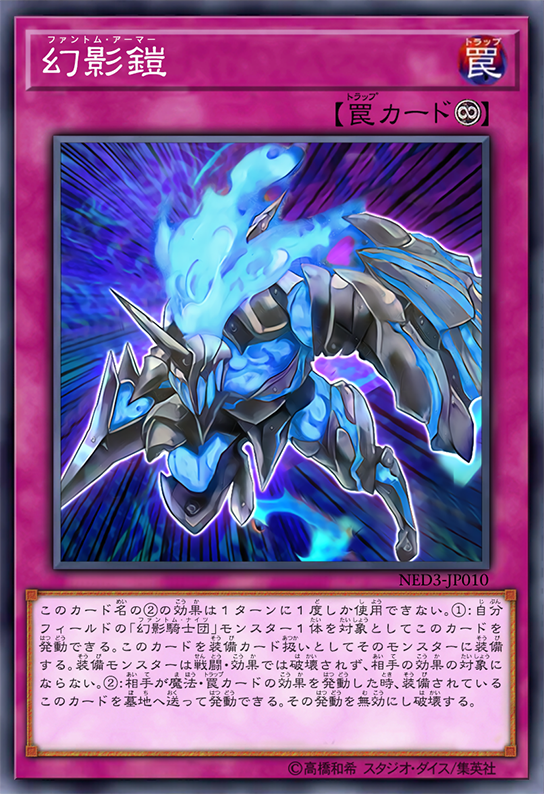 ファントム・アーマー
幻影鎧
トラップ
罠
トラップ
【罠カード♾】
NED3-JP010
このカード名の②の効果は1ターンに1度しか使用できない。①:自分
フィールドの「幻影騎士団」モンスター1体を対象としてこのカードを
発動できる。このカードを装備カード扱いとしてそのモンスターに装備
する。装備モンスターは戦闘・効果では破壊されず、相手の効果の対象に
ならない。②:相手が魔法・罠カードの効果を発動した時、装備されている
このカードを墓地へ送って発動できる。その発動を無効にし破壊する。
©高橋和希 スタジオ・ダイス/集英社